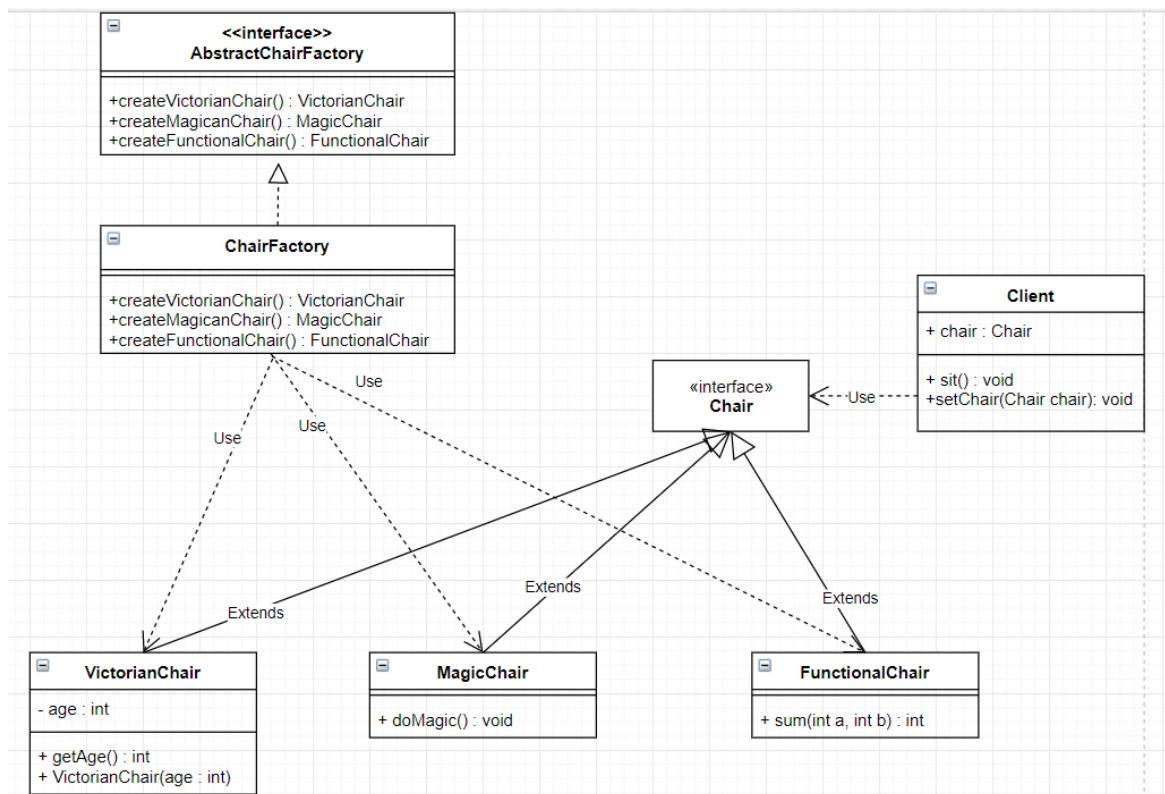 <<interface>>
AbstractChairFactory
+createVictorianChair() : VictorianChair
+createMagicanChair() : MagicChair
+createFunctionalChair() : FunctionalChair
ChairFactory
+createVictorianChair() : VictorianChair
+createMagicanChair() : MagicChair
+createFunctionalChair() : FunctionalChair
Client
+ chair : Chair
+ sit() : void
+setChair(Chair chair): void
«interface»
Chair
Use
Use
Use
Use
Extends
Extends
Extends
VictorianChair
- age : int
+ getAge() : int
+ VictorianChair(age : int)
MagicChair
+ doMagic() : void
FunctionalChair
+ sum(int a, int b) : int